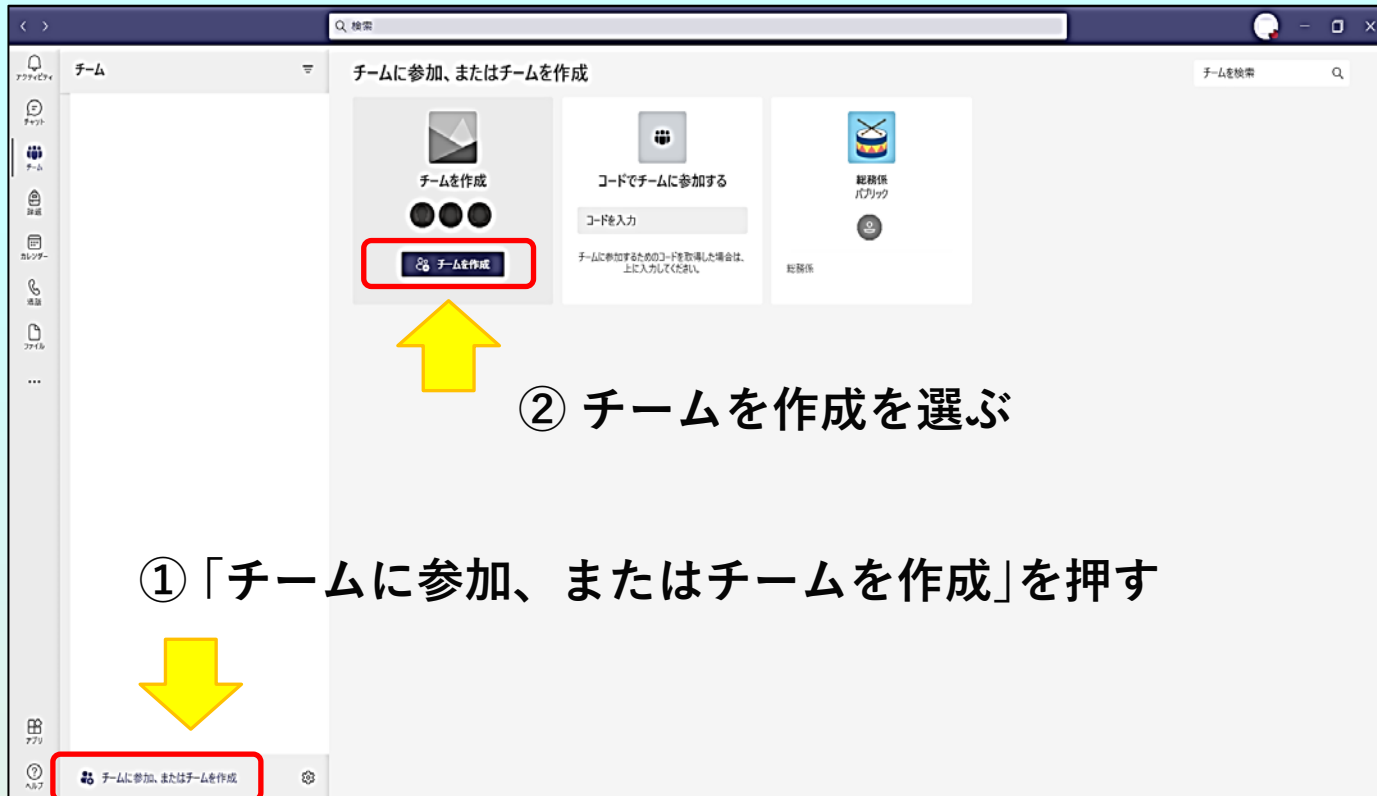 検索
アクティビティ
チーム
チームに参加、またはチームを作成
チームを検索
チャット
チーム
課題
カレンダー
通話
ファイル
...
チームを作成
チームを作成
コードでチームに参加する
コードを入力
チームに参加するためのコードを取得した場合は、
上に入力してください。
総務係
パブリック
総務係
② チームを作成を選ぶ
①「チームに参加、またはチームを作成」を押す
アプリ
ヘルプ
チームに参加、またはチームを作成